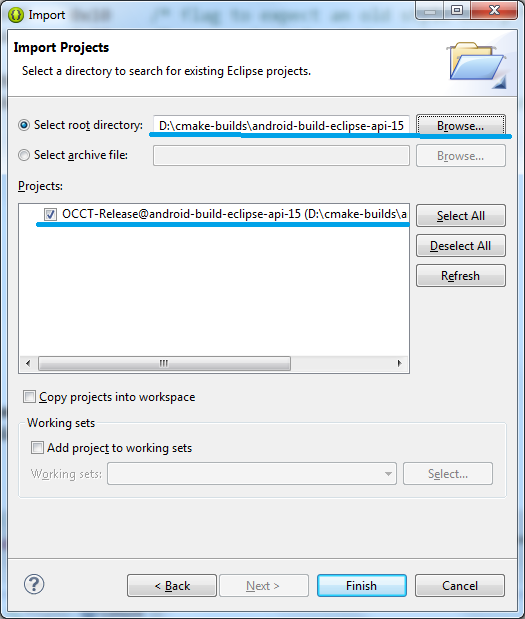 Import
0x10 /* flag to expect an old
Import Projects
Select a directory to search for existing Eclipse projects.
Select root directory: D:\cmake-builds\android-build-eclipse-api-15 Browse...
Select archive file: Browse...
Projects:
OCCT-Release@android-build-eclipse-api-15 (D:\cmake-builds\a
Select All
Deselect All
Refresh
Copy projects into workspace
Working sets
Add project to working sets
Working sets: Select...
< Back Next > Finish Cancel